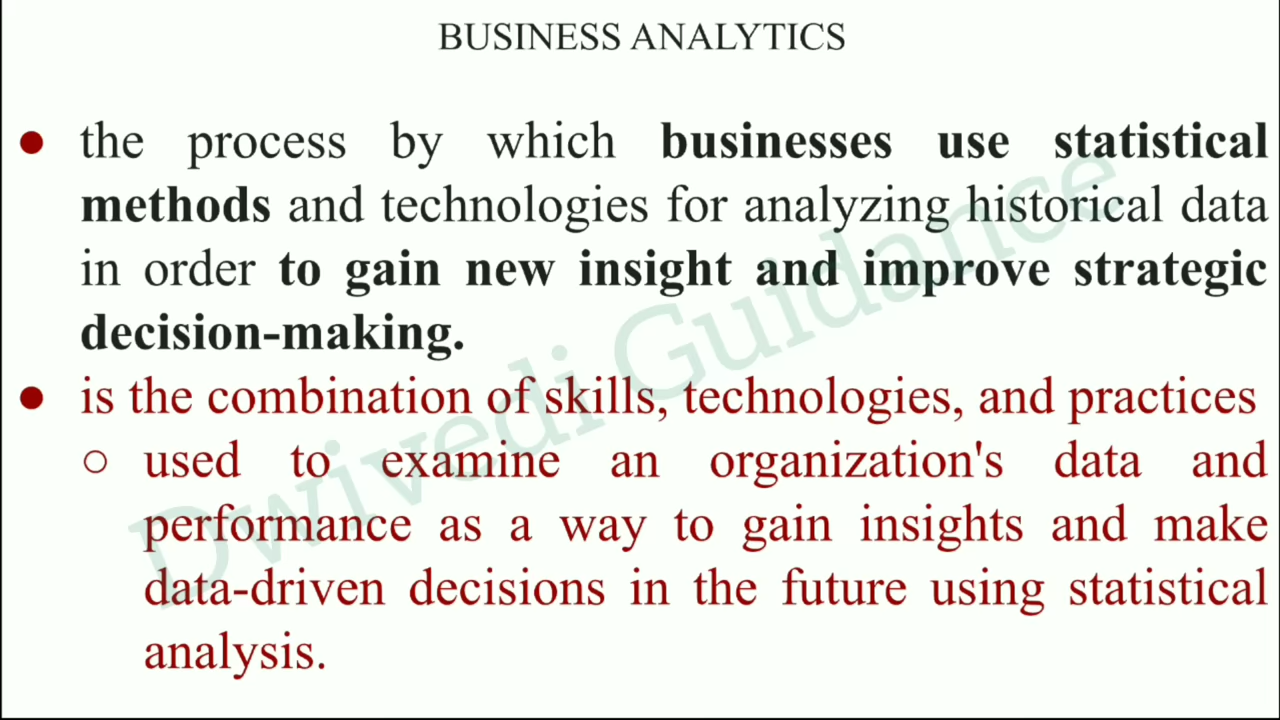 BUSINESS ANALYTICS
● the process by which businesses use statistical
methods and technologies for analyzing historical data
in order to gain new insight and improve strategic
decision-making.
● is the combination of skills, technologies, and practices
○ used to examine an organization's data and
performance as a way to gain insights and make
data-driven decisions in the future using statistical
analysis.
Dwivedi Guidance